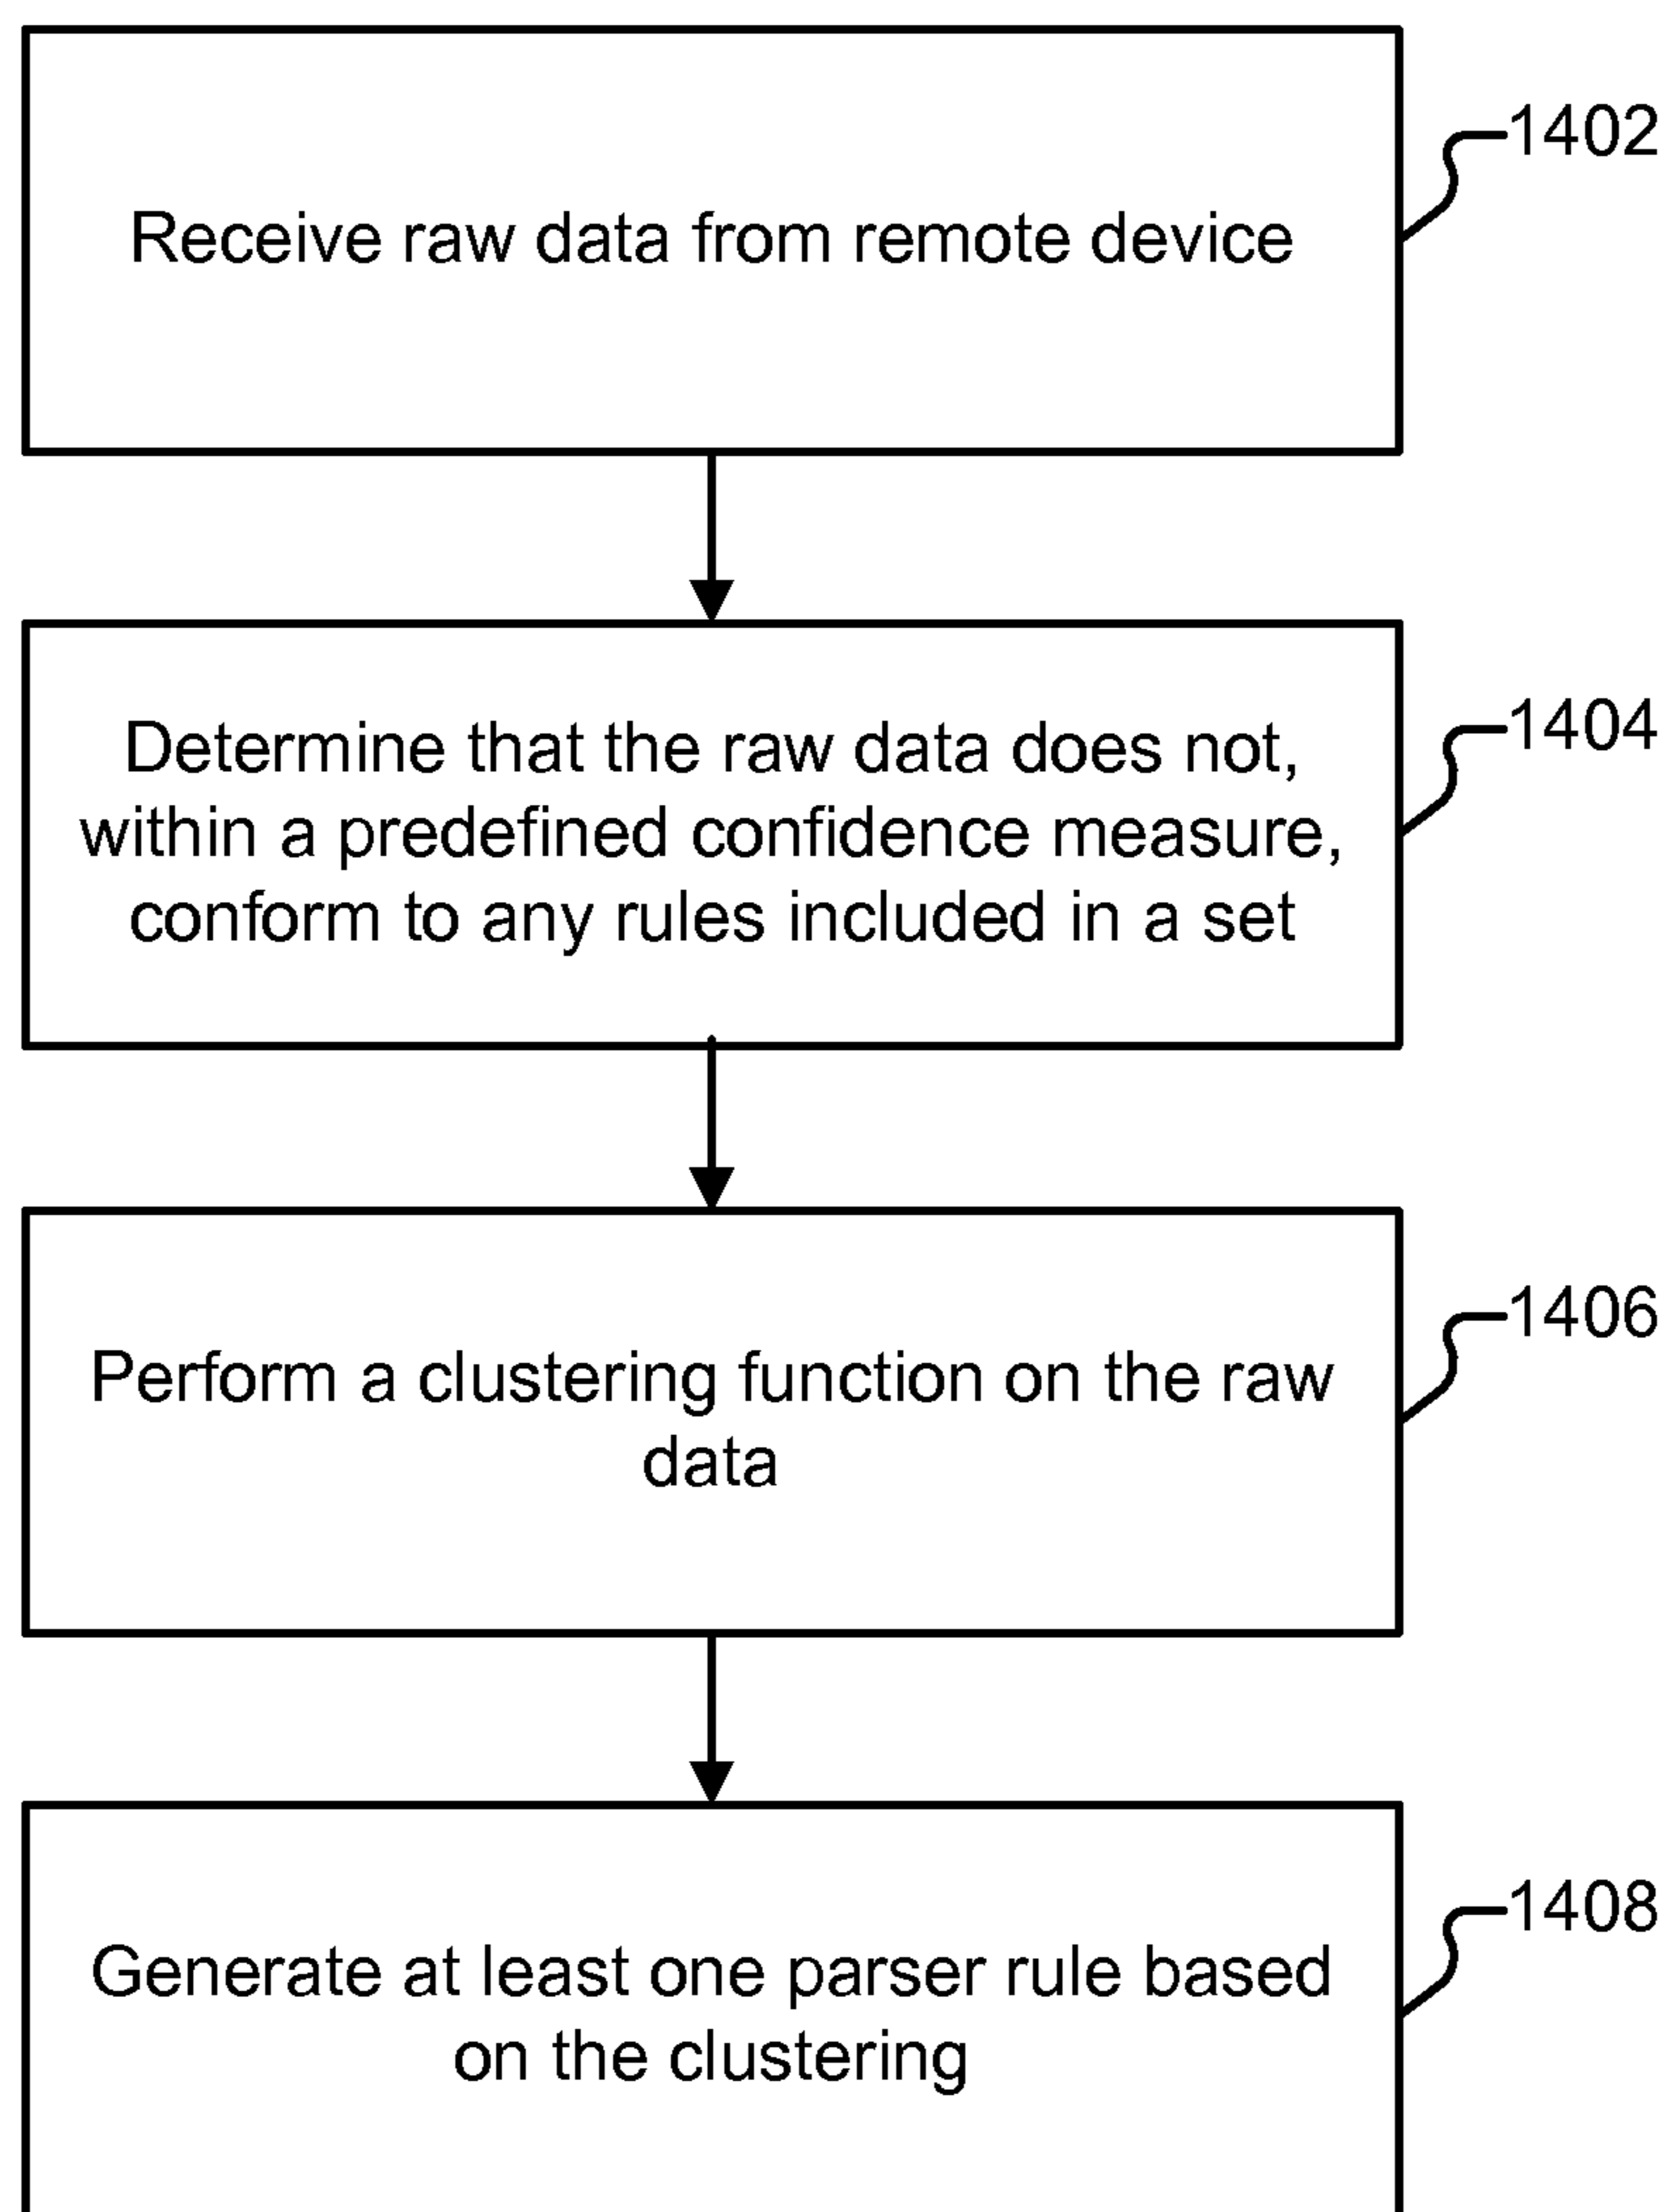 1402
Receive raw data from remote device
1404
Determine that the raw data does not,
within a predefined confidence measure,
conform to any rules included in a set
1406
Perform a clustering function on the raw
data
1408
Generate at least one parser rule based
on the clustering